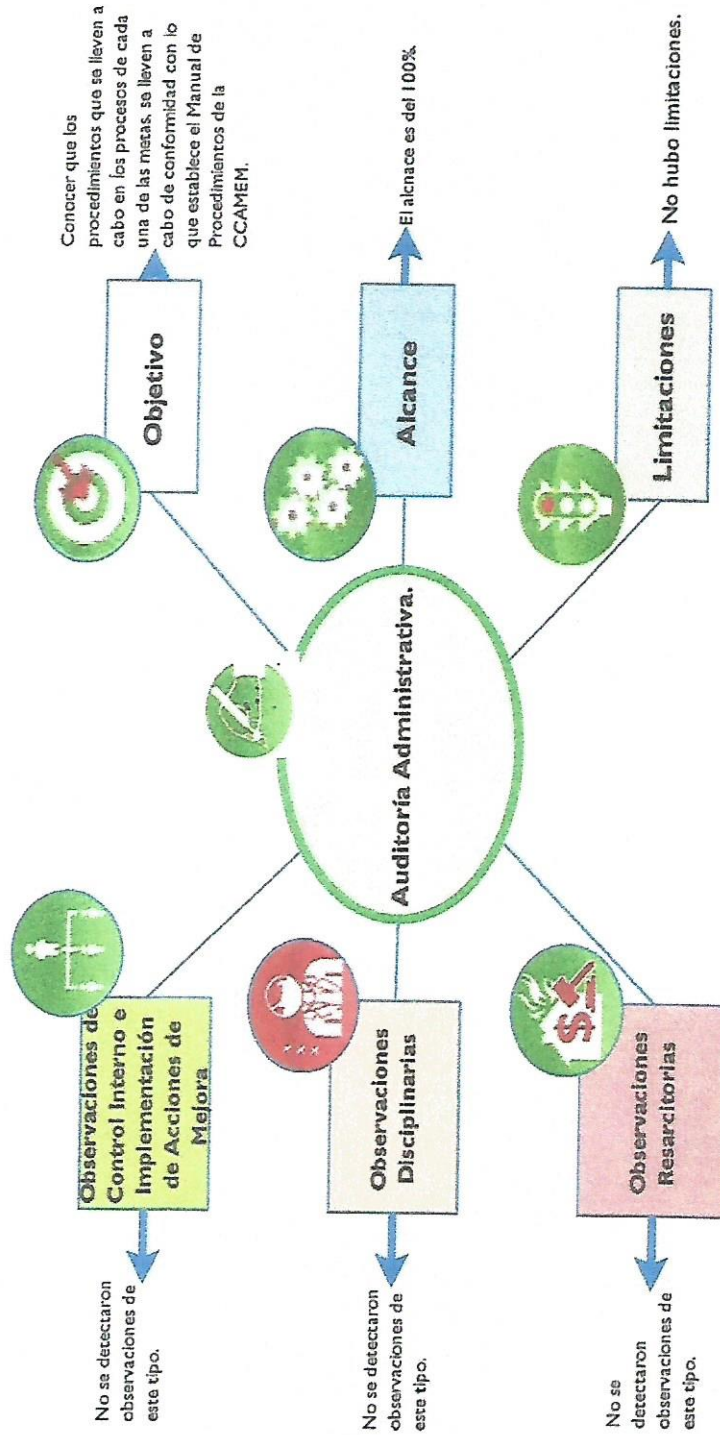 Observaciones de
Control Interno e
Implementación
de Acciones de
Mejora
No se detectaron
observaciones de
este tipo.
Observaciones
Disciplinarias
No se detectaron
observaciones de
este tipo.
Observaciones
Resarcitorias
No se
detectaron
observaciones de
este tipo.
Auditoría Administrativa.
Objetivo
Conocer que los
procedimientos que se lleven a
cabo en los procesos de cada
una de las metas, se lleven a
cabo de conformidad con lo
que establece el Manual de
Procedimientos de la
CCAMEM.
Alcance
El alcnace es del 100%.
Limitaciones
No hubo limitaciones.